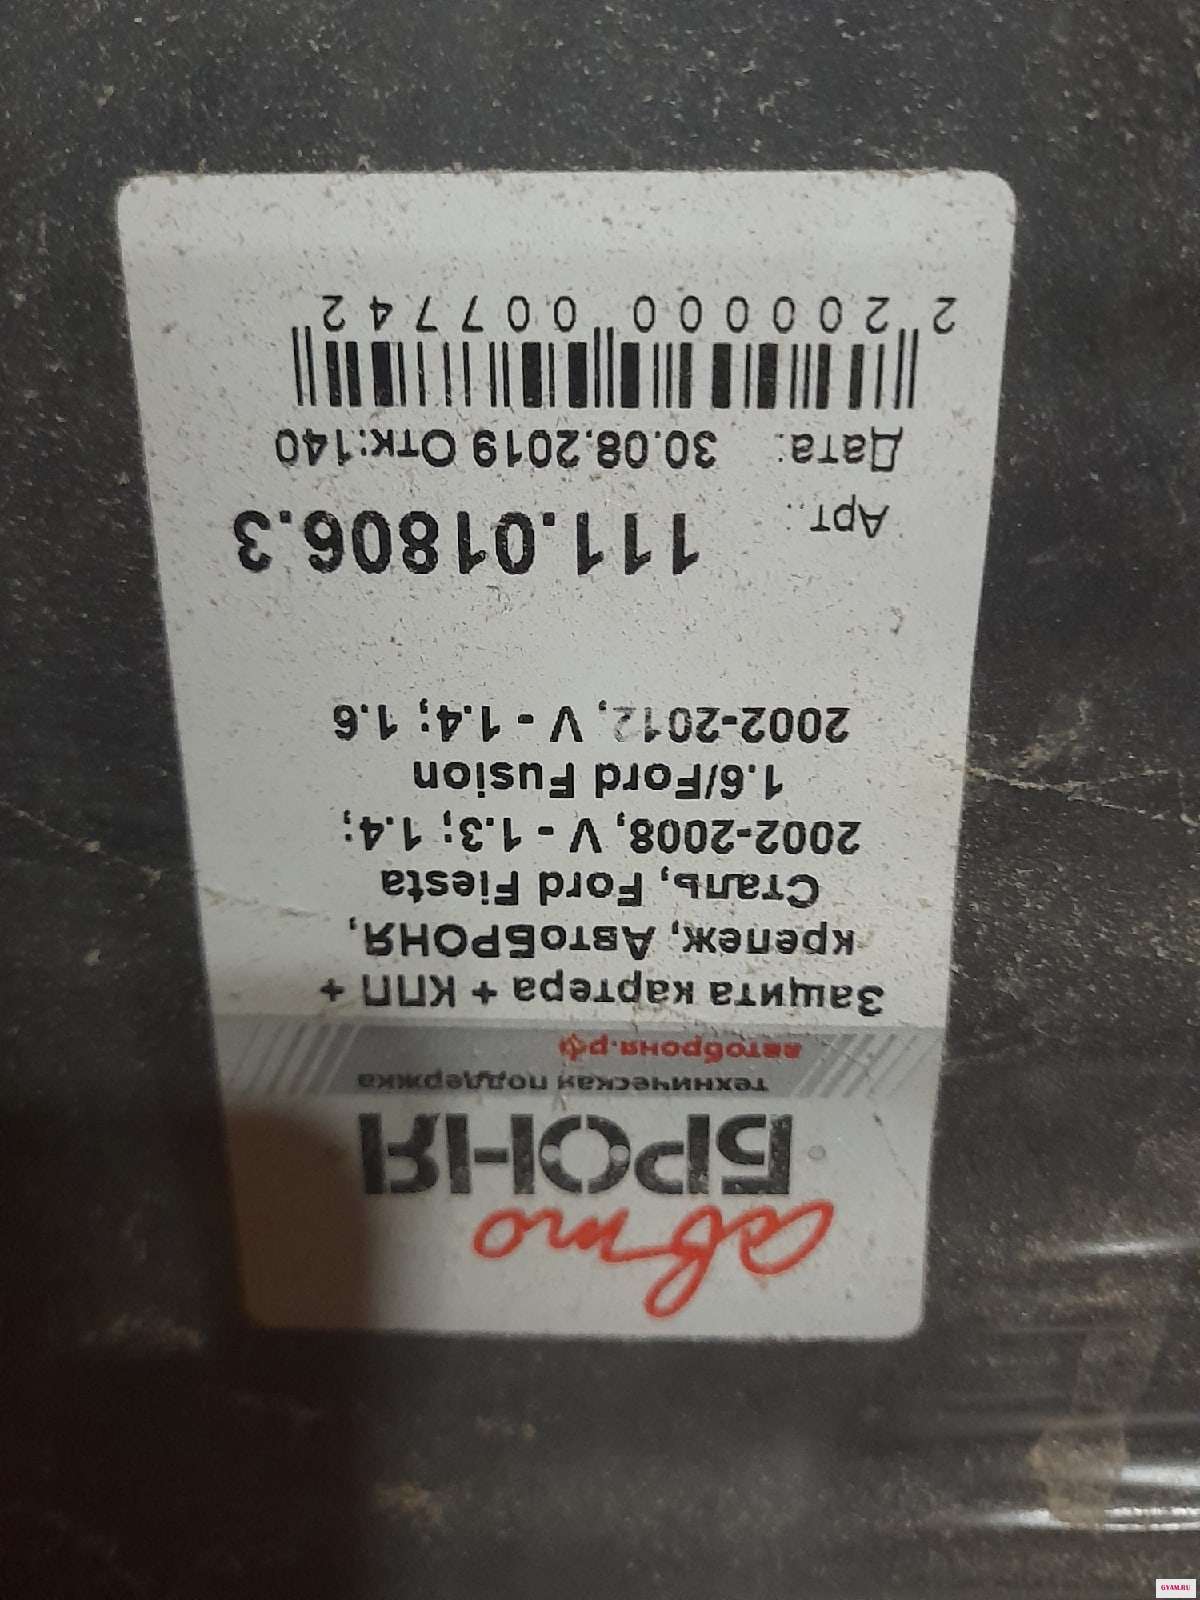 авто
БРОНЯ
техническая поддержка
автоброня.рф
Защита картера + КПП +
крепеж, АвтоБРОНЯ,
Сталь, Ford Fiesta
2002-2008, V - 1.3; 1.4;
1.6/Ford Fusion
2002-2012, V - 1.4; 1.6
Арт.: 111.01806.3
Дата: 30.08.2019 Отк:140
2 200000 007742
GYAM.RU